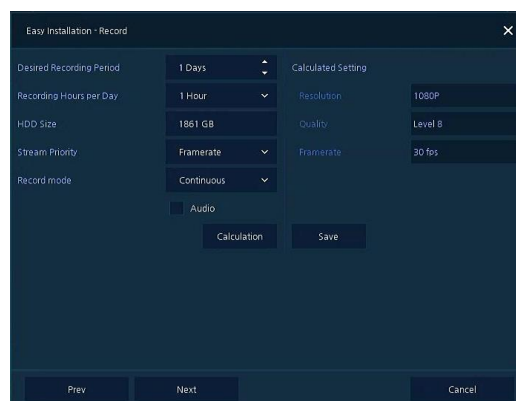 Easy Installation - Record
Desired Recording Period 1 Days
Recording Hours per Day 1 Hour
HDD Size 1861 GB
Stream Priority Framerate
Record mode Continuous
Audio
Calculation Save
Calculated Setting
Resolution 1080P
Quality Level 8
Framerate 30 fps
Prev Next Cancel